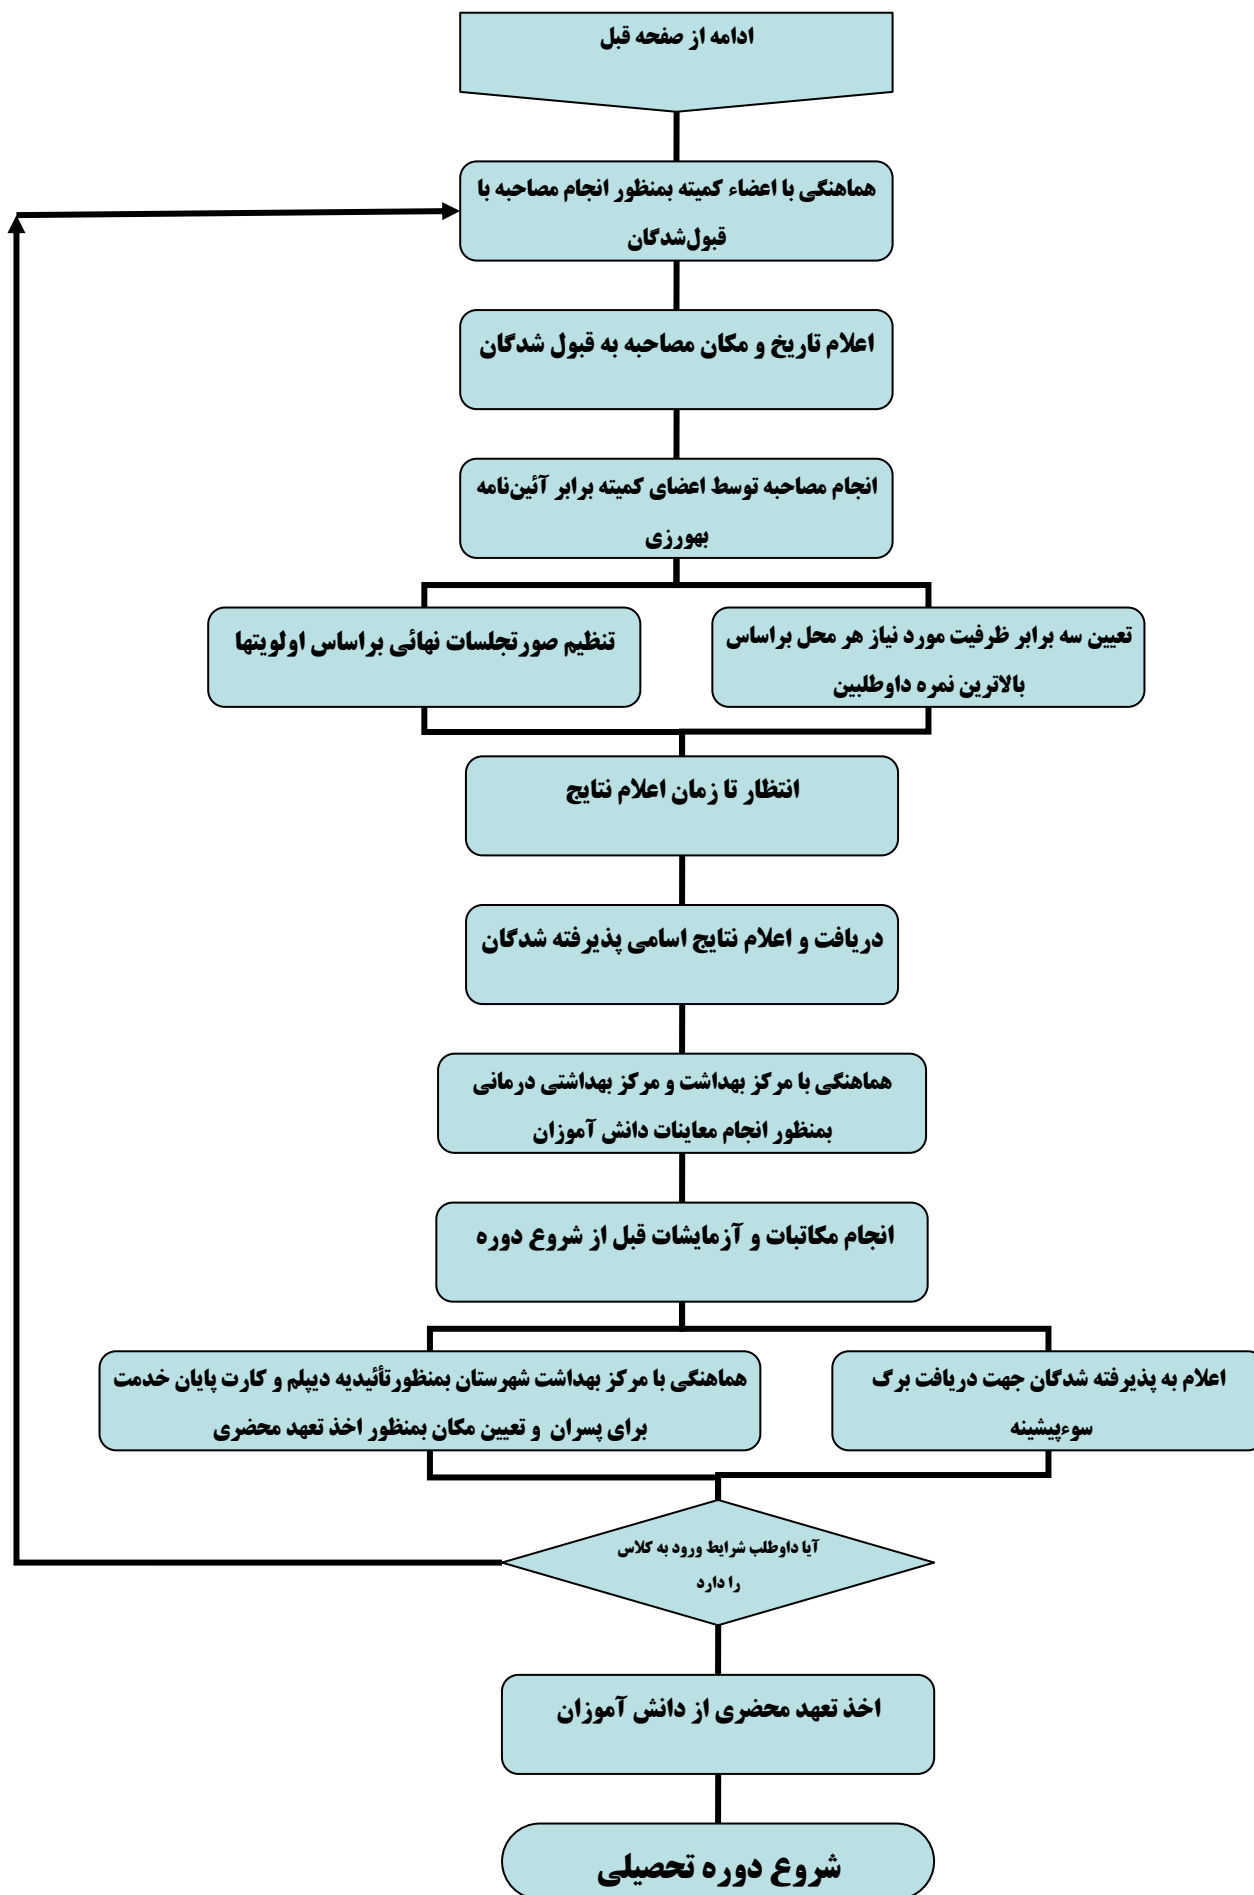 ادامه از صفحه قبل
هماهنگی با اعضاء کمیته بمنظور انجام مصاحبه با
قبول‌شدگان
اعلام تاریخ و مکان مصاحبه به قبول شدگان
انجام مصاحبه توسط اعضای کمیته برابر آئین‌نامه
بهورزی
تعیین سه برابر ظرفیت مورد نیاز هر محل براساس
بالاترین نمره داوطلبین
تنظیم صورتجلسات نهائی براساس اولویتها
انتظار تا زمان اعلام نتایج
دریافت و اعلام نتایج اسامی پذیرفته شدگان
هماهنگی با مرکز بهداشت و مرکز بهداشتی درمانی
بمنظور انجام معاینات دانش آموزان
انجام مکاتبات و آزمایشات قبل از شروع دوره
اعلام به پذیرفته شدگان جهت دریافت برگ
سوءپیشینه
هماهنگی با مرکز بهداشت شهرستان بمنظورتأئیدیه دیپلم و کارت پایان خدمت
برای پسران و تعیین مکان بمنظور اخذ تعهد محضری
آیا داوطلب شرایط ورود به کلاس
را دارد
اخذ تعهد محضری از دانش آموزان
شروع دوره تحصیلی